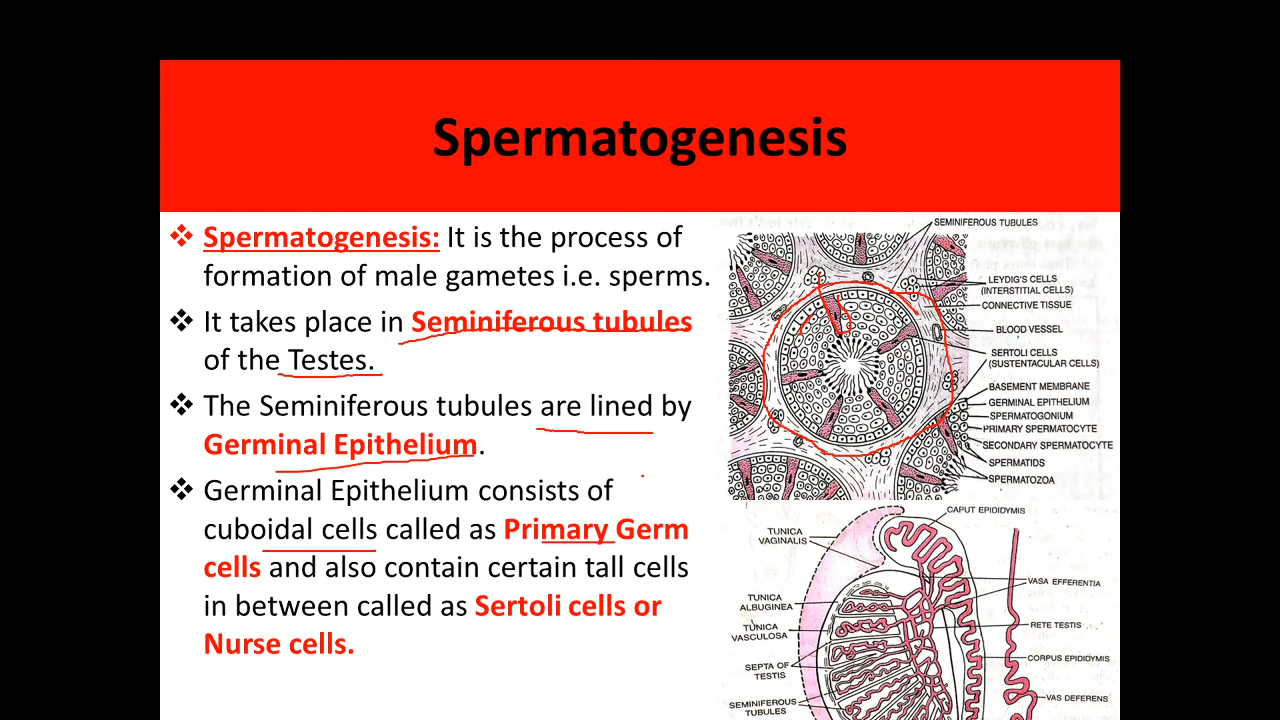 Spermatogenesis
❖ Spermatogenesis: It is the process of
formation of male gametes i.e. sperms.
❖ It takes place in Seminiferous tubules
of the Testes.
❖ The Seminiferous tubules are lined by
Germinal Epithelium.
❖ Germinal Epithelium consists of
cuboidal cells called as Primary Germ
cells and also contain certain tall cells
in between called as Sertoli cells or
Nurse cells.
SEMINIFEROUS TUBULES
LEYDIG'S CELLS
(INTERSTITIAL CELLS)
CONNECTIVE TISSUE
BLOOD VESSEL
SERTOLI CELLS
(SUSTENTACULAR CELLS)
BASEMENT MEMBRANE
GERMINAL EPITHELIUM
SPERMATOGONIUM
PRIMARY SPERMATOCYTE
SECONDARY SPERMATOCYTE
SPERMATIDS
SPERMATOZOA
CAPUT EPIDIDYMIS
TUNICA
VAGINALIS
VASA EFFERENTIA
TUNICA
ALBUGINEA
RETE TESTIS
TUNICA
VASCULOSA
CORPUS EPIDIDYMIS
SEPTA OF
TESTIS
VAS DEFERENS
SEMINIFEROUS
TUBULES